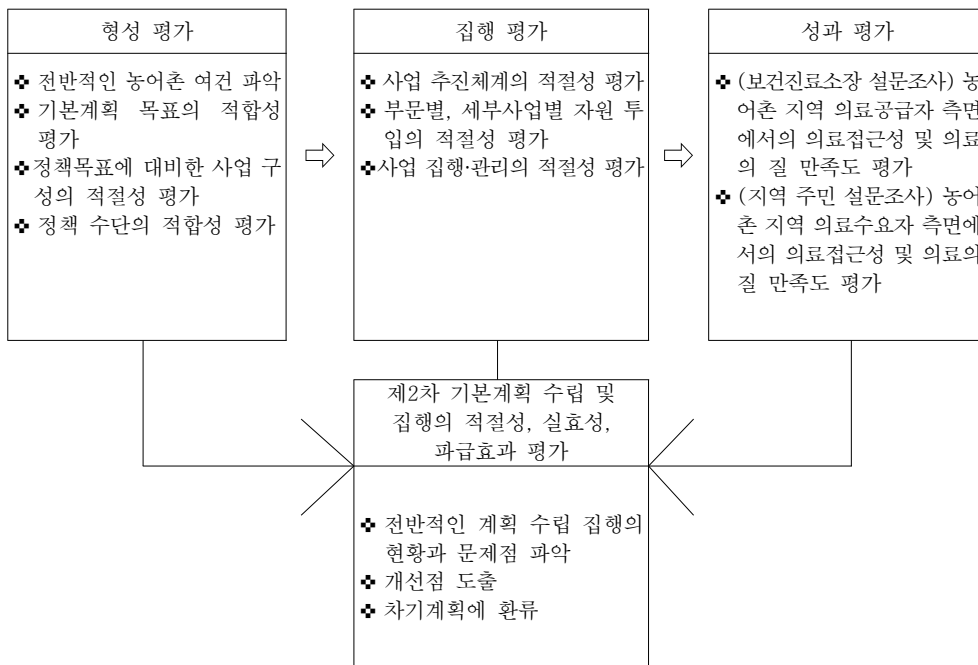 형성 평가
❖ 전반적인 농어촌 여건 파악
❖ 기본계획 목표의 적합성
평가
❖정책목표에 대비한 사업 구
성의 적절성 평가
❖ 정책 수단의 적합성 평가
집행 평가
❖ 사업 추진체계의 적절성 평가
❖ 부문별, 세부사업별 자원 투
입의 적절성 평가
❖사업 집행·관리의 적절성 평가
성과 평가
❖ (보건진료소장 설문조사) 농
어촌 지역 의료공급자 측면
에서의 의료접근성 및 의료
의 질 만족도 평가
❖ (지역 주민 설문조사) 농어
촌 지역 의료수요자 측면에
서의 의료접근성 및 의료의
질 만족도 평가
제2차 기본계획 수립 및
집행의 적절성, 실효성,
파급효과 평가
❖ 전반적인 계획 수립 집행의
현황과 문제점 파악
❖ 개선점 도출
❖ 차기계획에 환류